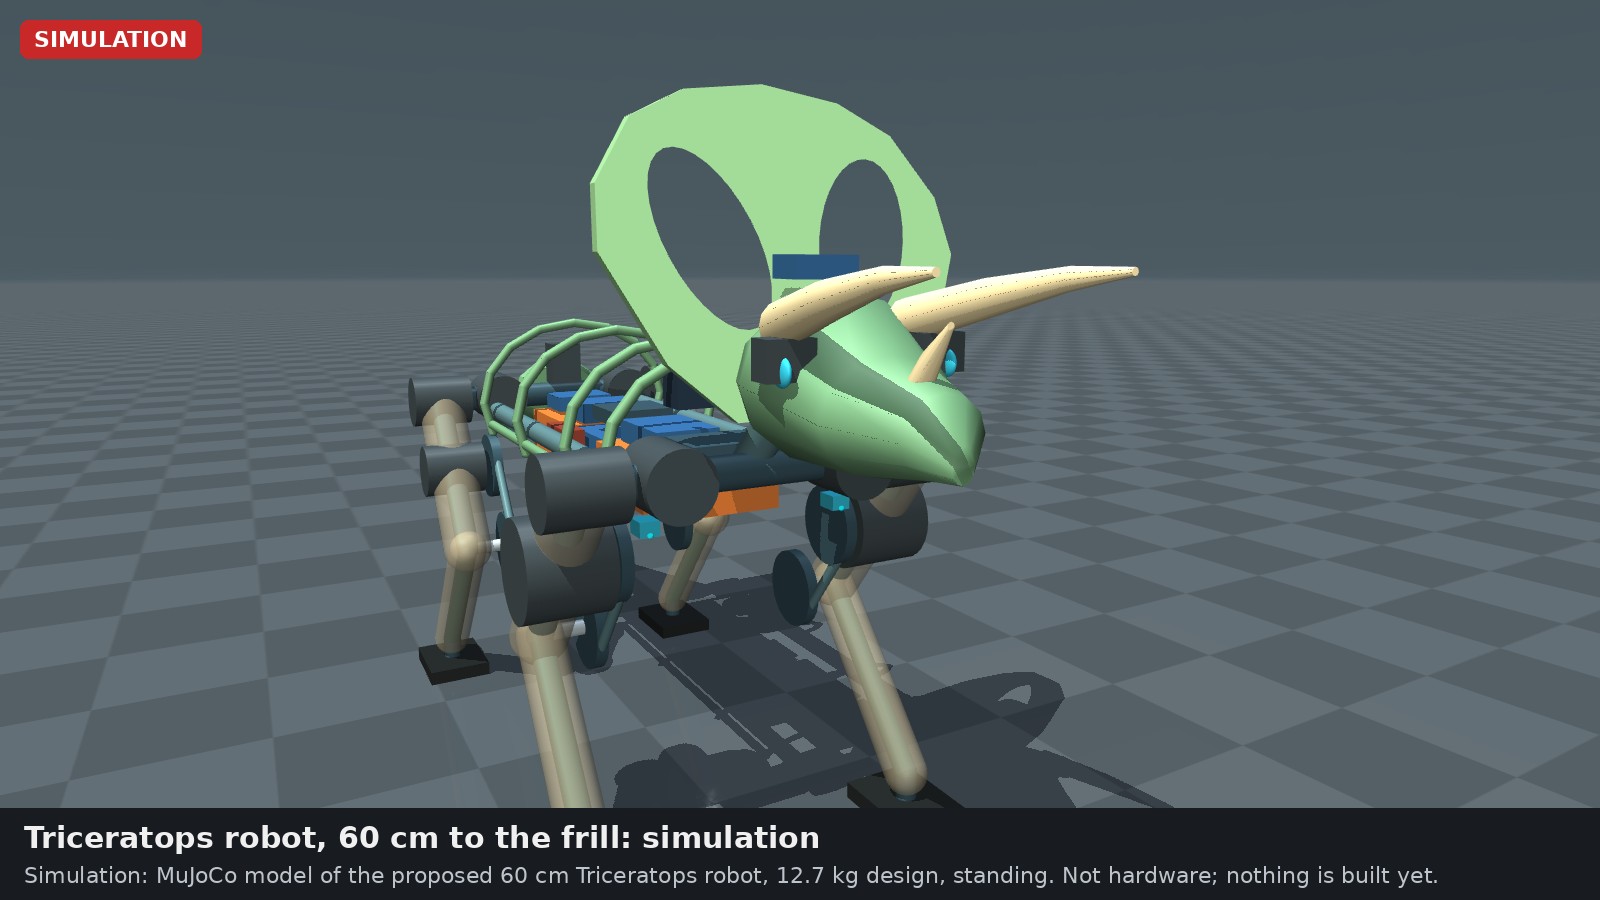 SIMULATION
Triceratops robot, 60 cm to the frill: simulation
Simulation: MuJoCo model of the proposed 60 cm Triceratops robot, 12.7 kg design, standing. Not hardware; nothing is built yet.